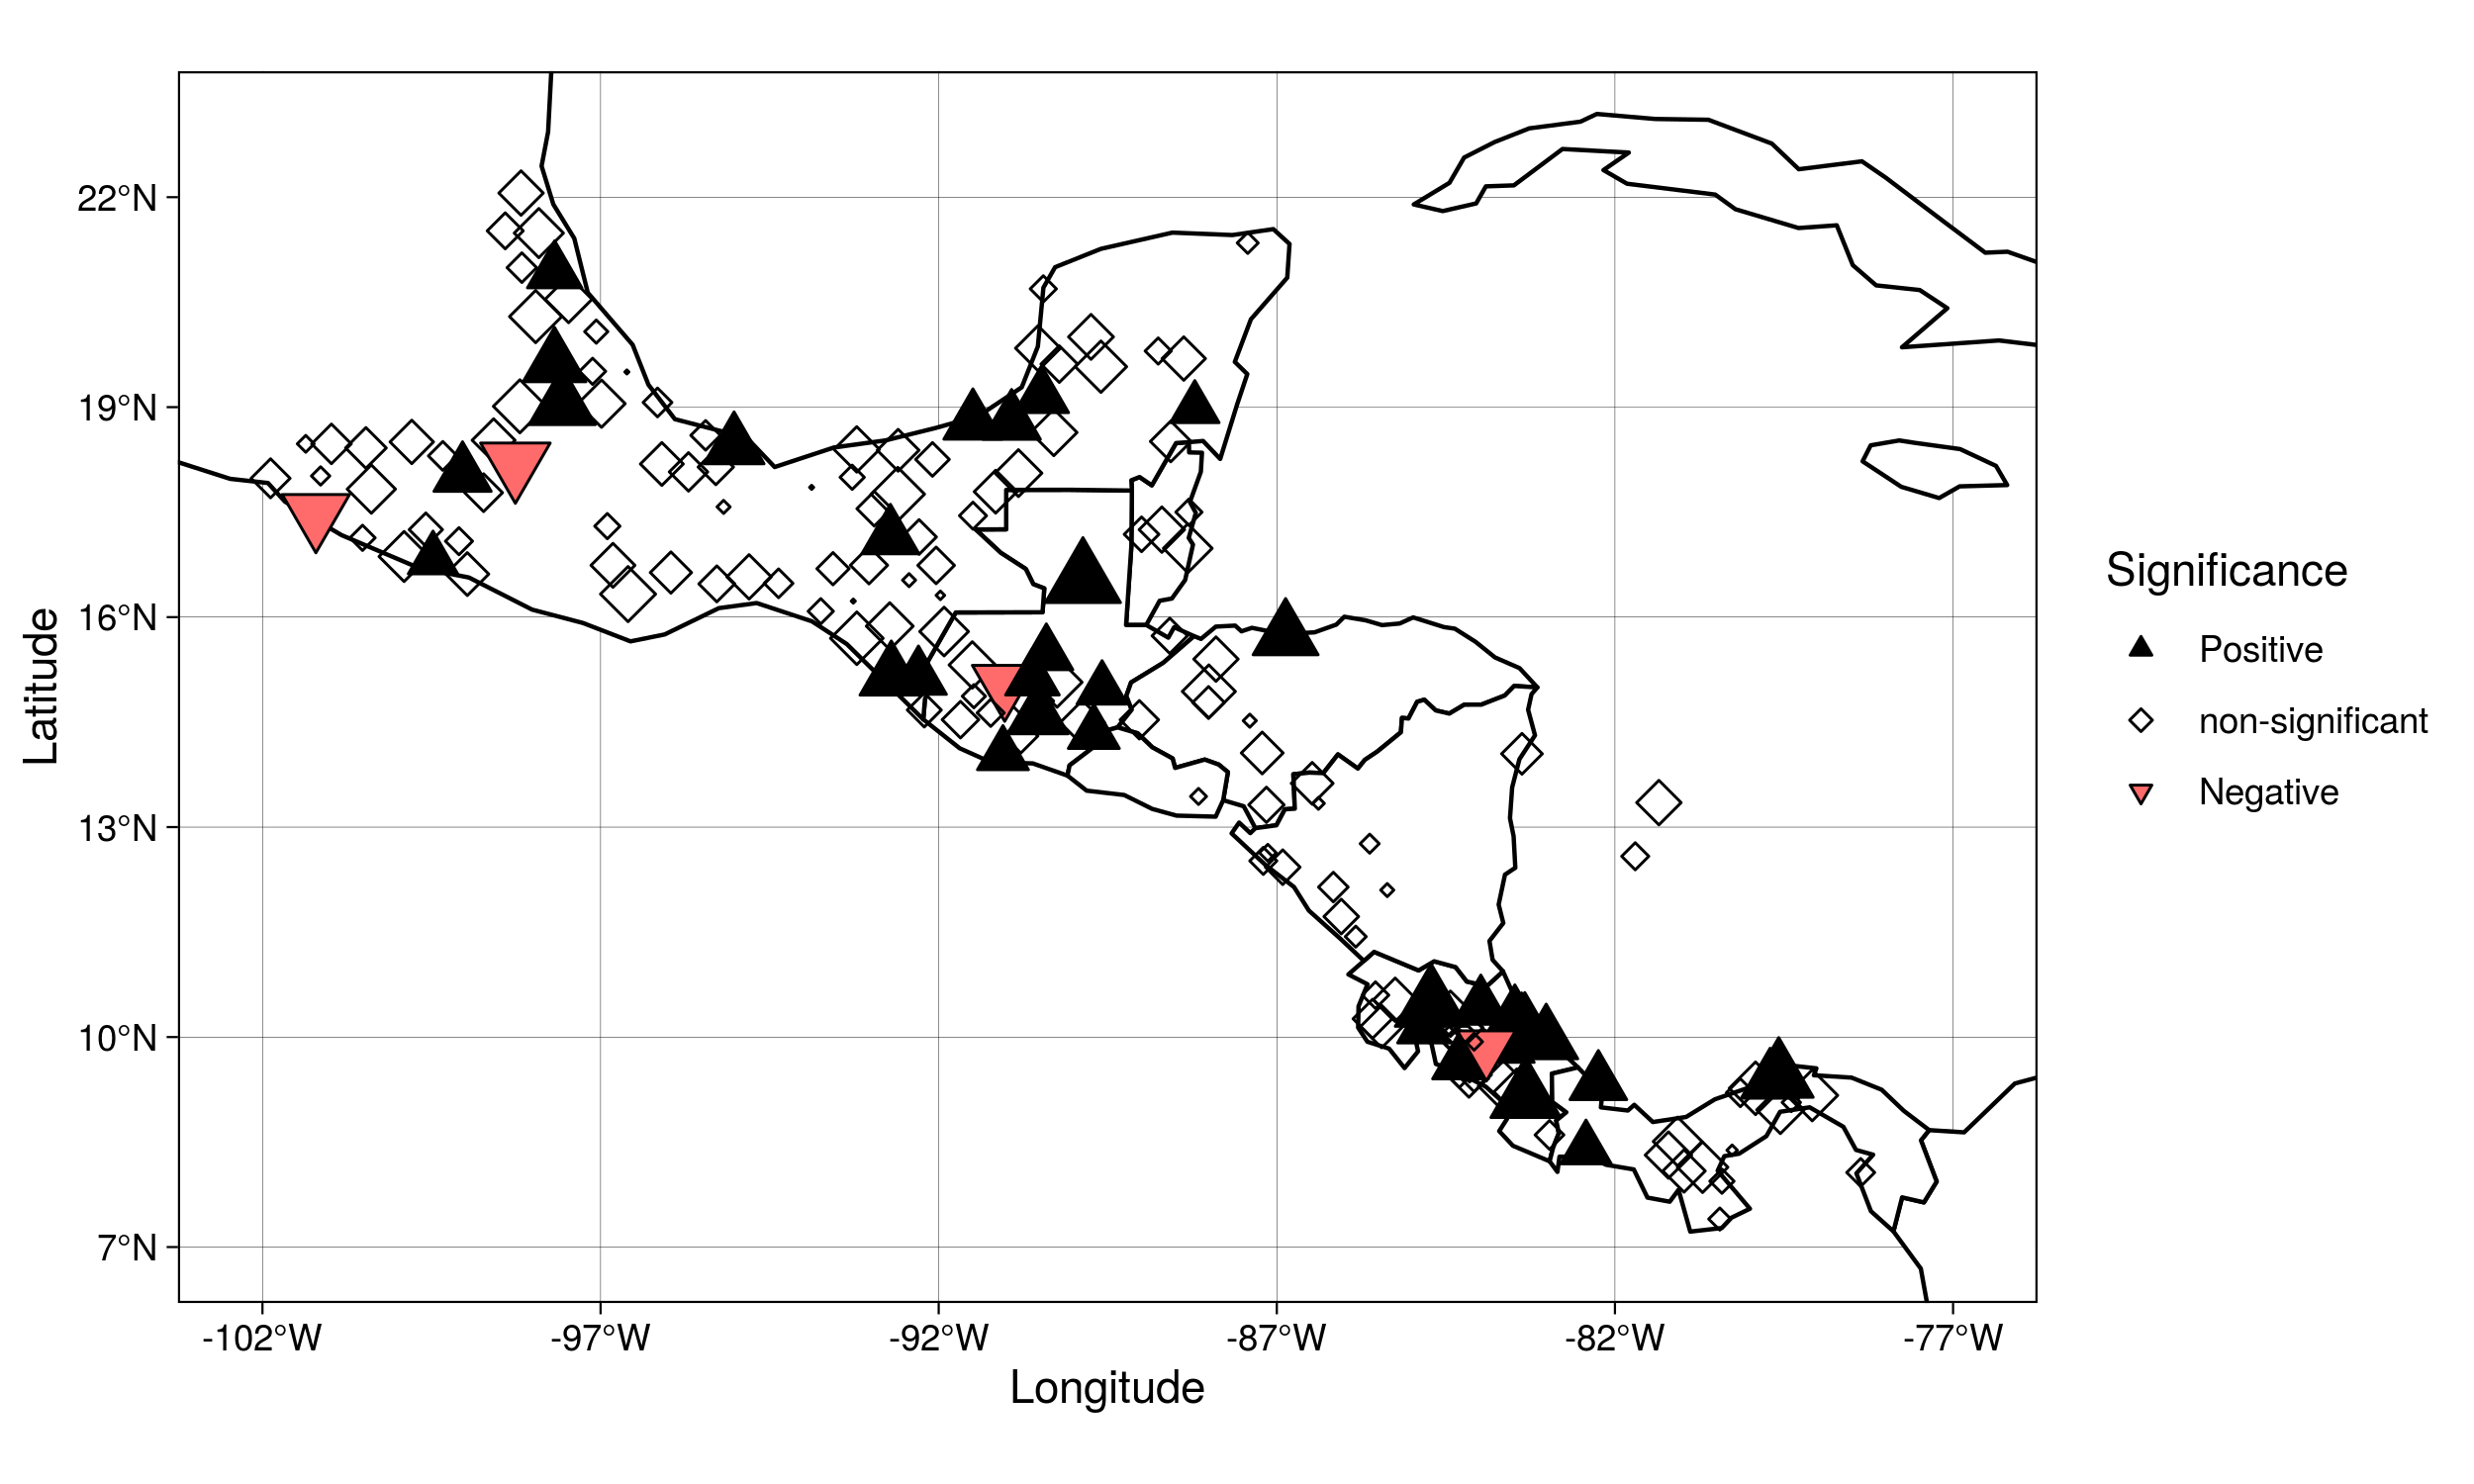 22°N
19°N
16°N
13°N
10°N
7°N
Latitude
-102°W
-97°W
-92°W
-87°W
-82°W
-77°W
Longitude
Significance
Positive
non-significant
Negative